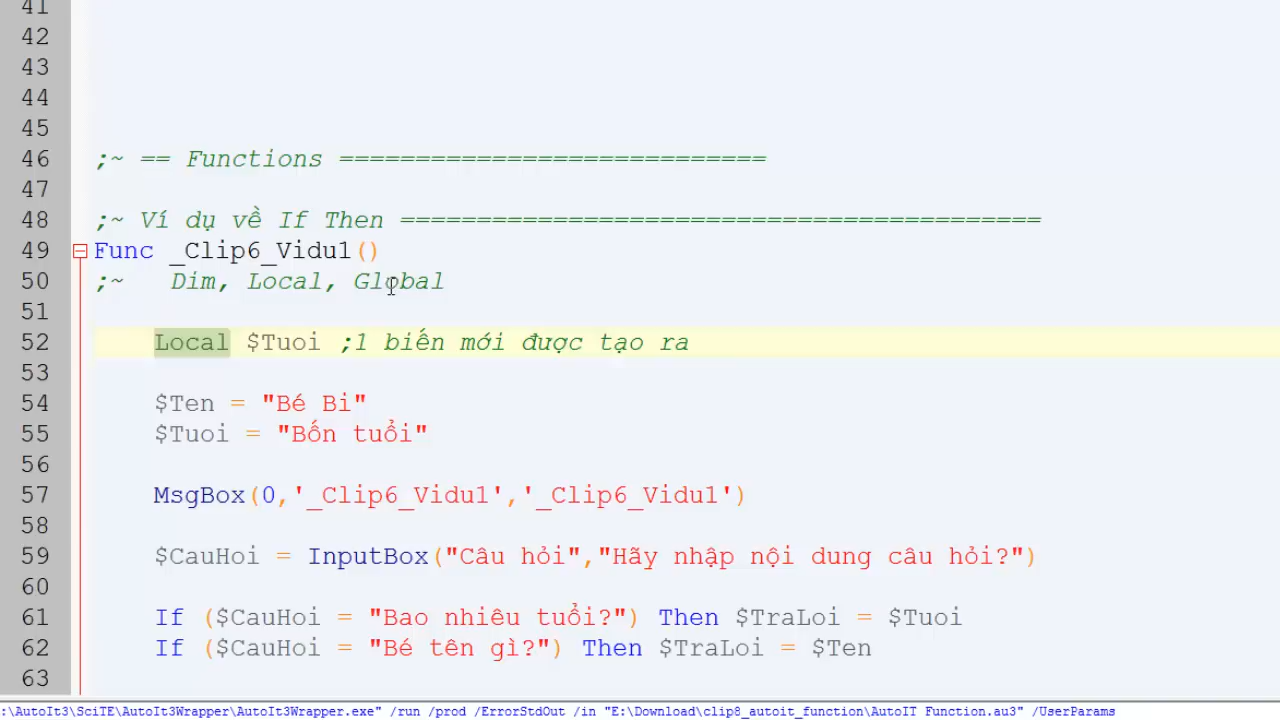 41
42
43
44
45
46 ;~ == Functions ============================
47
48 ;~ Ví dụ về If Then ==========================================
49 Func _Clip6_Vidu1()
50 ;~ Dim, Local, Global
51
52 Local $Tuoi ;1 biến mới được tạo ra
53
54 $Ten = "Bé Bi"
55 $Tuoi = "Bốn tuổi"
56
57 MsgBox(0,'_Clip6_Vidu1','_Clip6_Vidu1')
58
59 $CauHoi = InputBox("Câu hỏi","Hãy nhập nội dung câu hỏi?")
60
61 If ($CauHoi = "Bao nhiêu tuổi?") Then $TraLoi = $Tuoi
62 If ($CauHoi = "Bé tên gì?") Then $TraLoi = $Ten
63
:\AutoIt3\SciTE\AutoIt3Wrapper\AutoIt3Wrapper.exe" /run /prod /ErrorStdOut /in "E:\Download\clip8_autoit_function\AutoIT Function.au3" /UserParams